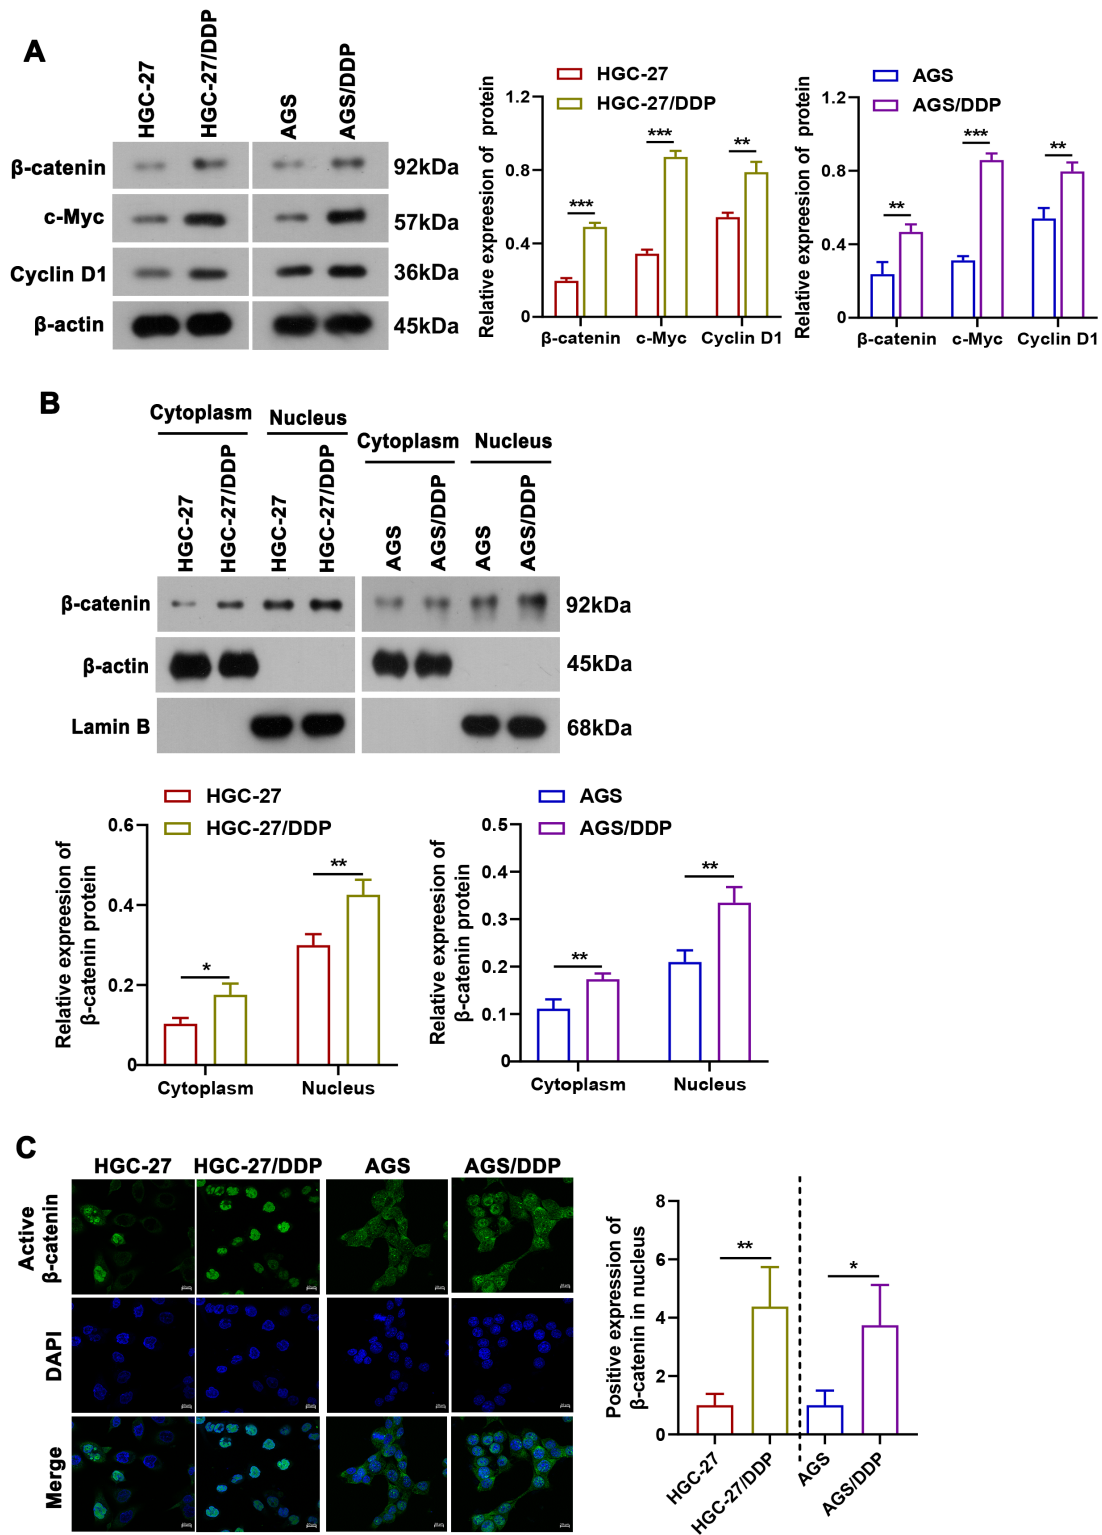 A
HGC-27
HGC-27/DDP
AGS
AGS/DDP
β-catenin
92kDa
c-Myc
57kDa
Cyclin D1
36kDa
β-actin
45kDa
HGC-27
HGC-27/DDP
Relative expreesion of protein
1.2
0.8
0.4
0
***
***
**
β-catenin
c-Myc
Cyclin D1
AGS
AGS/DDP
Relative expreesion of protein
1.2
0.8
0.4
0
**
***
**
β-catenin
c-Myc
Cyclin D1
B
Cytoplasm
Nucleus
Cytoplasm
Nucleus
HGC-27
HGC-27/DDP
HGC-27
HGC-27/DDP
AGS
AGS/DDP
AGS
AGS/DDP
β-catenin
92kDa
β-actin
45kDa
Lamin B
68kDa
HGC-27
HGC-27/DDP
Relative expreesion of
β-catenin protein
0.6
0.4
0.2
0
*
**
Cytoplasm
Nucleus
AGS
AGS/DDP
Relative expreesion of
β-catenin protein
0.5
0.4
0.3
0.2
0.1
0
**
**
Cytoplasm
Nucleus
C
HGC-27
HGC-27/DDP
AGS
AGS/DDP
Active
β-catenin
DAPI
Merge
Positive expression of
β-catenin in nucleus
8
6
4
2
0
**
*
HGC-27
HGC-27/DDP
AGS
AGS/DDP